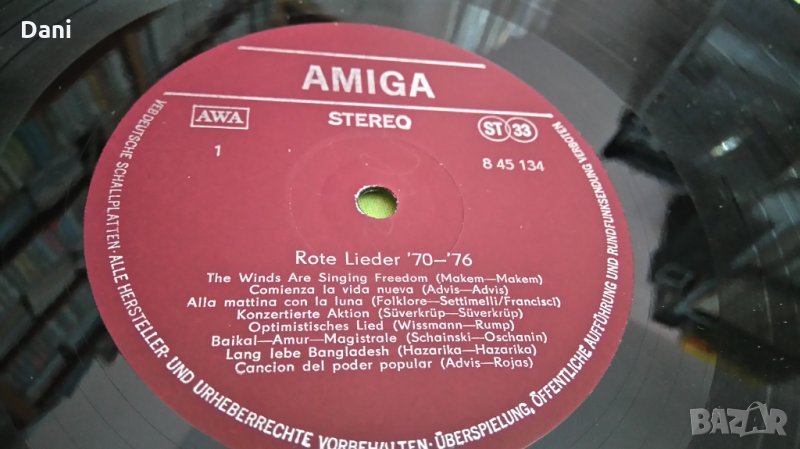 Dani
AMIGA
AWA
STEREO
ST 33
1
8 45 134
Rote Lieder '70—'76
The Winds Are Singing Freedom (Makem—Makem)
Comienza la vida nueva (Advis—Advis)
Alla mattina con la luna (Folklore—Settimelli/Francisci)
Konzertierte Aktion (Süverkrüp—Süverkrüp)
Optimistisches Lied (Wissmann—Rump)
Baikal—Amur—Magistrale (Schainski—Oschanin)
Lang lebe Bangladesh (Hazarika—Hazarika)
Cancion del poder popular (Advis—Rojas)
VEB DEUTSCHE SCHALLPLATTEN · ALLE HERSTELLER- UND URHEBERRECHTE VORBEHALTEN · ÜBERSPIELUNG, ÖFFENTLICHE AUFFÜHRUNG UND RUNDFUNKSENDUNG VERBOTEN
BAZAR